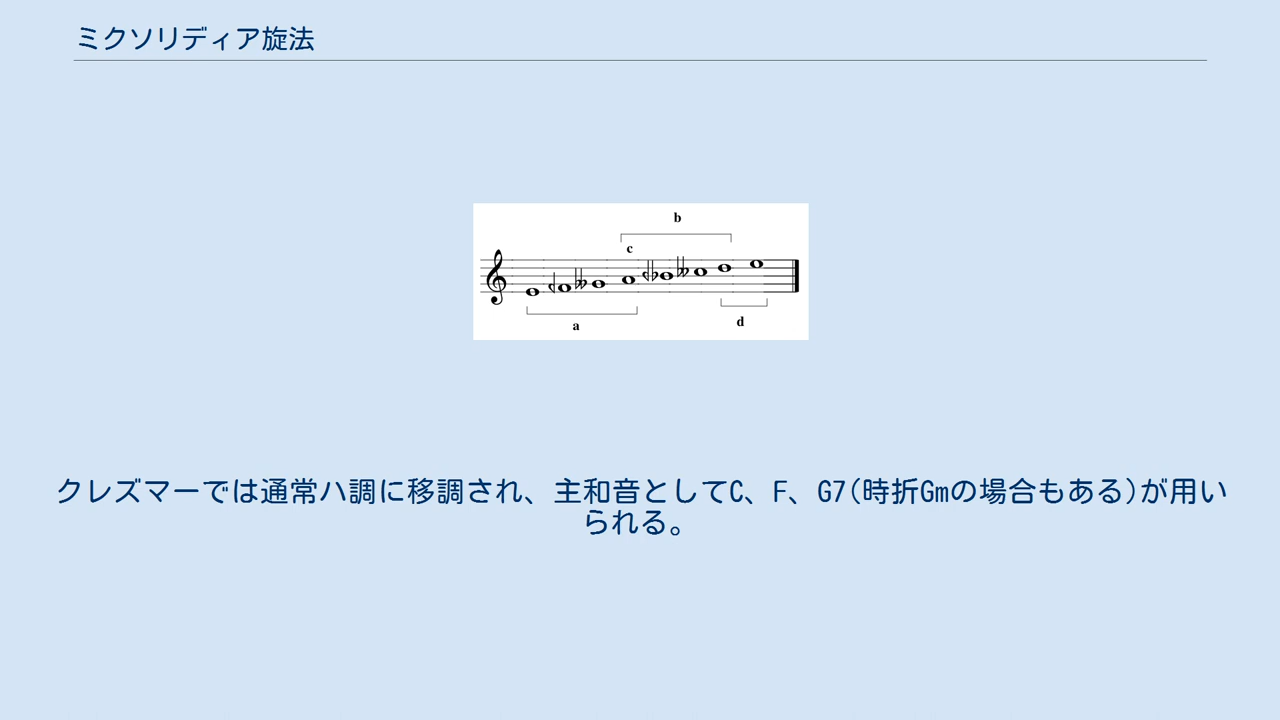 ミクソリディア旋法
b
c
a
d
クレズマーでは通常ハ調に移調され、主和音としてC、F、G7(時折Gmの場合もある)が用い
られる。